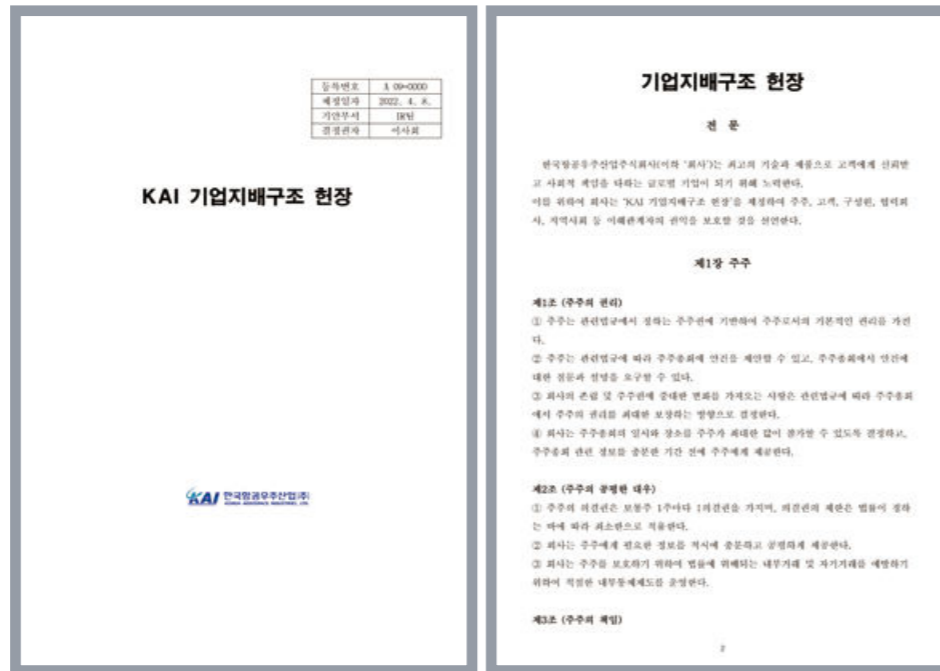 등록번호 A 09-0000
제정일자 2022. 4. 8.
기안부서 IR팀
결정권자 이사회
KAI 기업지배구조 헌장
KAI 한국항공우주산업(주)
KOREA AEROSPACE INDUSTRIES, LTD.
기업지배구조 헌장
전 문
한국항공우주산업주식회사(이하 '회사')는 최고의 기술과 제품으로 고객에게 신뢰받
고 사회적 책임을 다하는 글로벌 기업이 되기 위해 노력한다.
이를 위하여 회사는 'KAI 기업지배구조 헌장'을 제정하여 주주, 고객, 구성원, 협력회
사, 지역사회 등 이해관계자의 권익을 보호할 것을 선언한다.
제1장 주주
제1조 (주주의 권리)
① 주주는 관련법규에서 정하는 주주권에 기반하여 주주로서의 기본적인 권리를 가진
다.
② 주주는 관련법규에 따라 주주총회에 안건을 제안할 수 있고, 주주총회에서 안건에
대한 질문과 설명을 요구할 수 있다.
③ 회사의 존립 및 주주권에 중대한 변화를 가져오는 사항은 관련법규에 따라 주주총회
에서 주주의 권리를 최대한 보장하는 방향으로 결정한다.
④ 회사는 주주총회의 일시와 장소를 주주가 최대한 많이 참가할 수 있도록 결정하고,
주주총회 관련 정보를 충분한 기간 전에 주주에게 제공한다.
제2조 (주주의 공평한 대우)
① 주주의 의결권은 보통주 1주마다 1의결권을 가지며, 의결권의 제한은 법률이 정하
는 바에 따라 최소한으로 적용한다.
② 회사는 주주에게 필요한 정보를 적시에 충분하고 공평하게 제공한다.
③ 회사는 주주를 보호하기 위하여 법률에 위배되는 내부거래 및 자기거래를 예방하기
위하여 적절한 내부통제제도를 운영한다.
제3조 (주주의 책임)
2